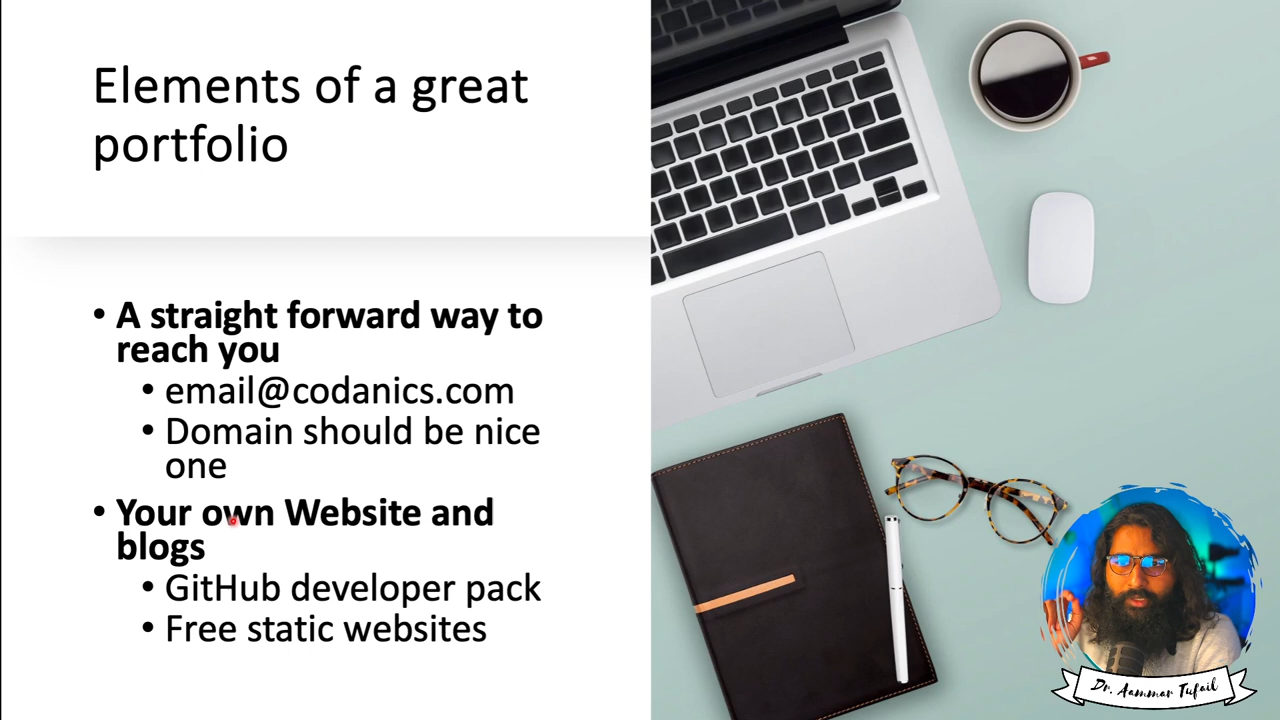 Elements of a great
portfolio
• A straight forward way to
reach you
• email@codanics.com
• Domain should be nice
one
• Your own Website and
blogs
• GitHub developer pack
• Free static websites
Dr. Aammar Tufail